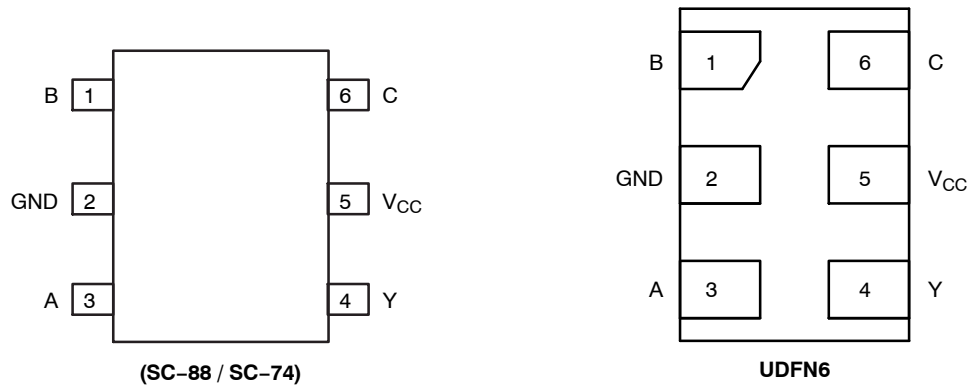 B 1 6 C
GND 2 5 VCC
A 3 4 Y
(SC−88 / SC−74)
B 1 6 C
GND 2 5 VCC
A 3 4 Y
UDFN6